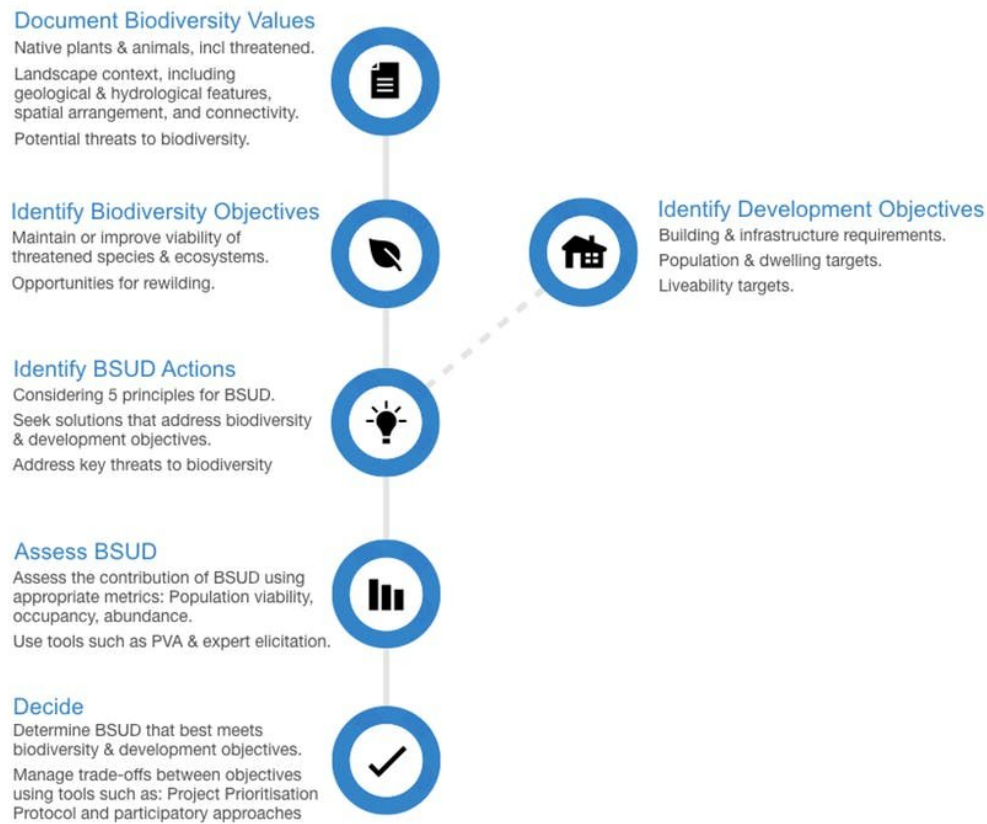 Document Biodiversity Values
Native plants & animals, incl threatened.
Landscape context, including
geological & hydrological features,
spatial arrangement, and connectivity.
Potential threats to biodiversity.
Identify Biodiversity Objectives
Maintain or improve viability of
threatened species & ecosystems.
Opportunities for rewilding.
Identify Development Objectives
Building & infrastructure requirements.
Population & dwelling targets.
Liveability targets.
Identify BSUD Actions
Considering 5 principles for BSUD.
Seek solutions that address biodiversity
& development objectives.
Address key threats to biodiversity
Assess BSUD
Assess the contribution of BSUD using
appropriate metrics: Population viability,
occupancy, abundance.
Use tools such as PVA & expert elicitation.
Decide
Determine BSUD that best meets
biodiversity & development objectives.
Manage trade-offs between objectives
using tools such as: Project Prioritisation
Protocol and participatory approaches